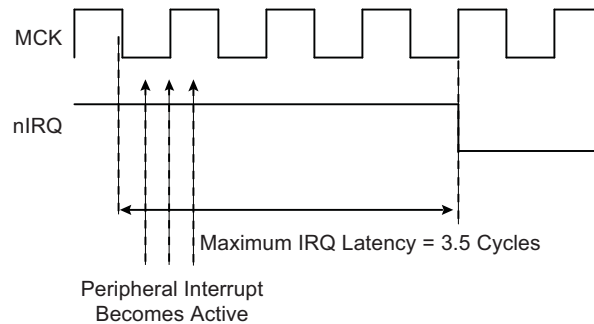 MCK
nIRQ
Maximum IRQ Latency = 3.5 Cycles
Peripheral Interrupt
Becomes Active